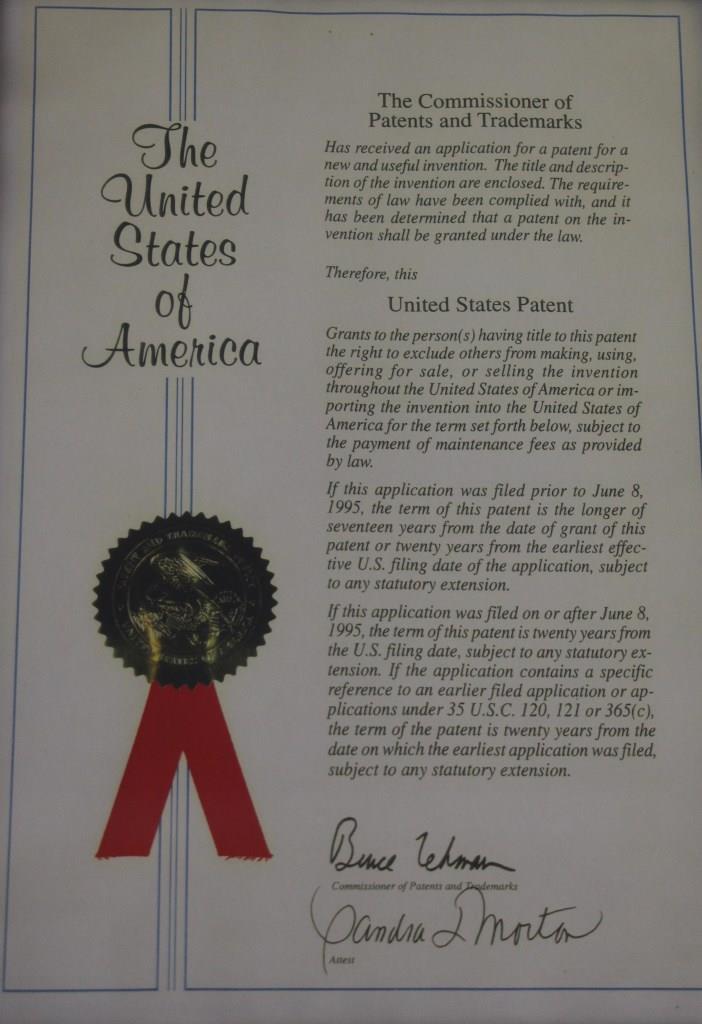 The
United
States
of
America
The Commissioner of
Patents and Trademarks
Has received an application for a patent for a
new and useful invention. The title and descrip-
tion of the invention are enclosed. The require-
ments of law have been complied with, and it
has been determined that a patent on the in-
vention shall be granted under the law.
Therefore, this
United States Patent
Grants to the person(s) having title to this patent
the right to exclude others from making, using,
offering for sale, or selling the invention
throughout the United States of America or im-
porting the invention into the United States of
America for the term set forth below, subject to
the payment of maintenance fees as provided
by law.
If this application was filed prior to June 8,
1995, the term of this patent is the longer of
seventeen years from the date of grant of this
patent or twenty years from the earliest effec-
tive U.S. filing date of the application, subject
to any statutory extension.
If this application was filed on or after June 8,
1995, the term of this patent is twenty years from
the U.S. filing date, subject to any statutory ex-
tension. If the application contains a specific
reference to an earlier filed application or ap-
plications under 35 U.S.C. 120, 121 or 365(c),
the term of the patent is twenty years from the
date on which the earliest application was filed,
subject to any statutory extension.
Bruce Lehman
Commissioner of Patents and Trademarks
Sandra L Morton
Attest